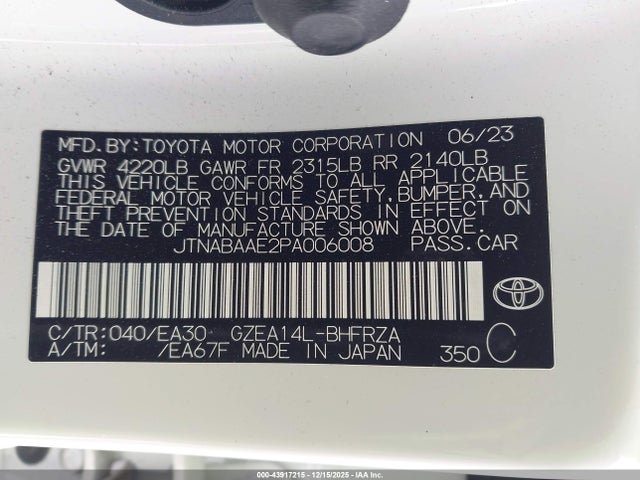 MFD.BY:TOYOTA MOTOR CORPORATION 06/23
GVWR 4220LB GAWR FR 2315LB RR 2140LB
THIS VEHICLE CONFORMS TO ALL APPLICABLE
FEDERAL MOTOR VEHICLE SAFETY,BUMPER,AND
THEFT PREVENTION STANDARDS IN EFFECT ON
THE DATE OF MANUFACTURE SHOWN ABOVE.
JTNABAAE2PA006008 PASS.CAR
C/TR:040/EA30 GZEA14L-BHFRZA
A/TM: /EA67F MADE IN JAPAN 350 C
000-43917215 - 12/15/2025 - IAA Inc.